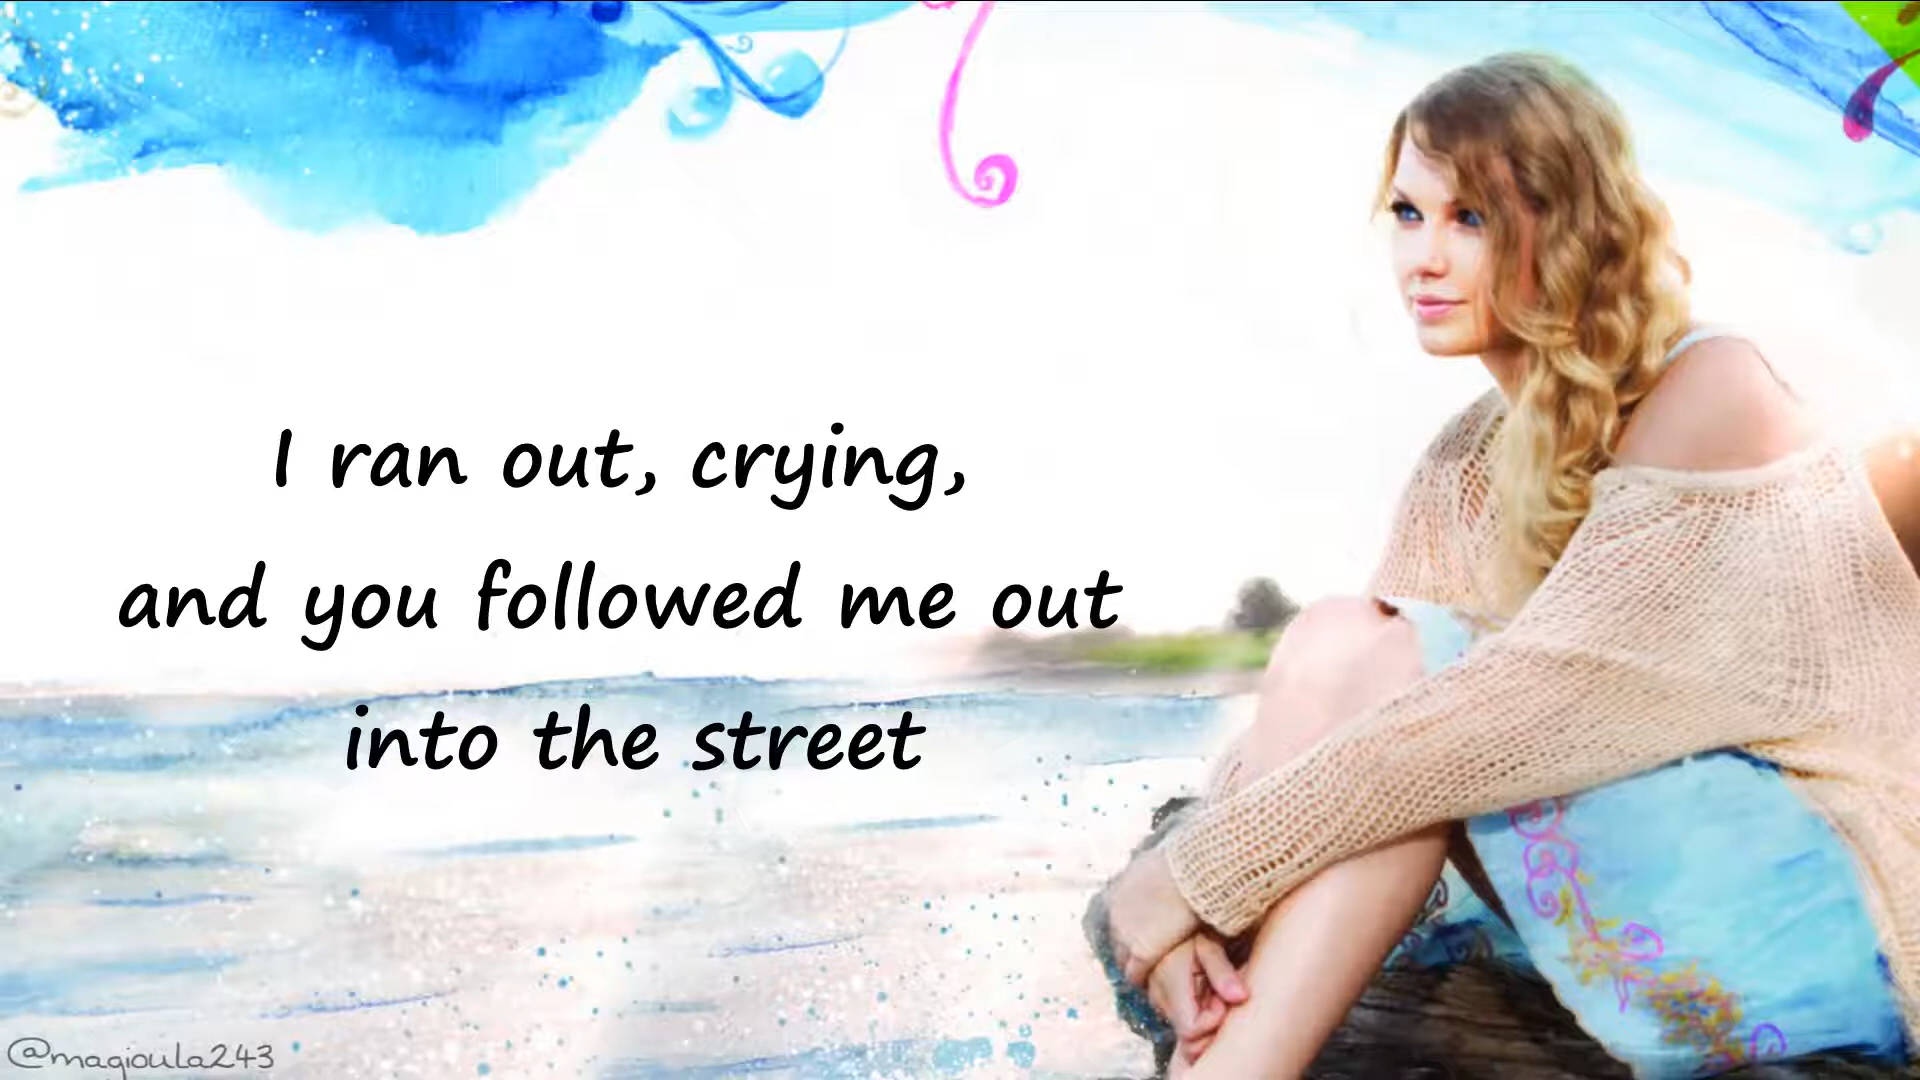 I ran out, crying,
and you followed me out
into the street
@magioula243